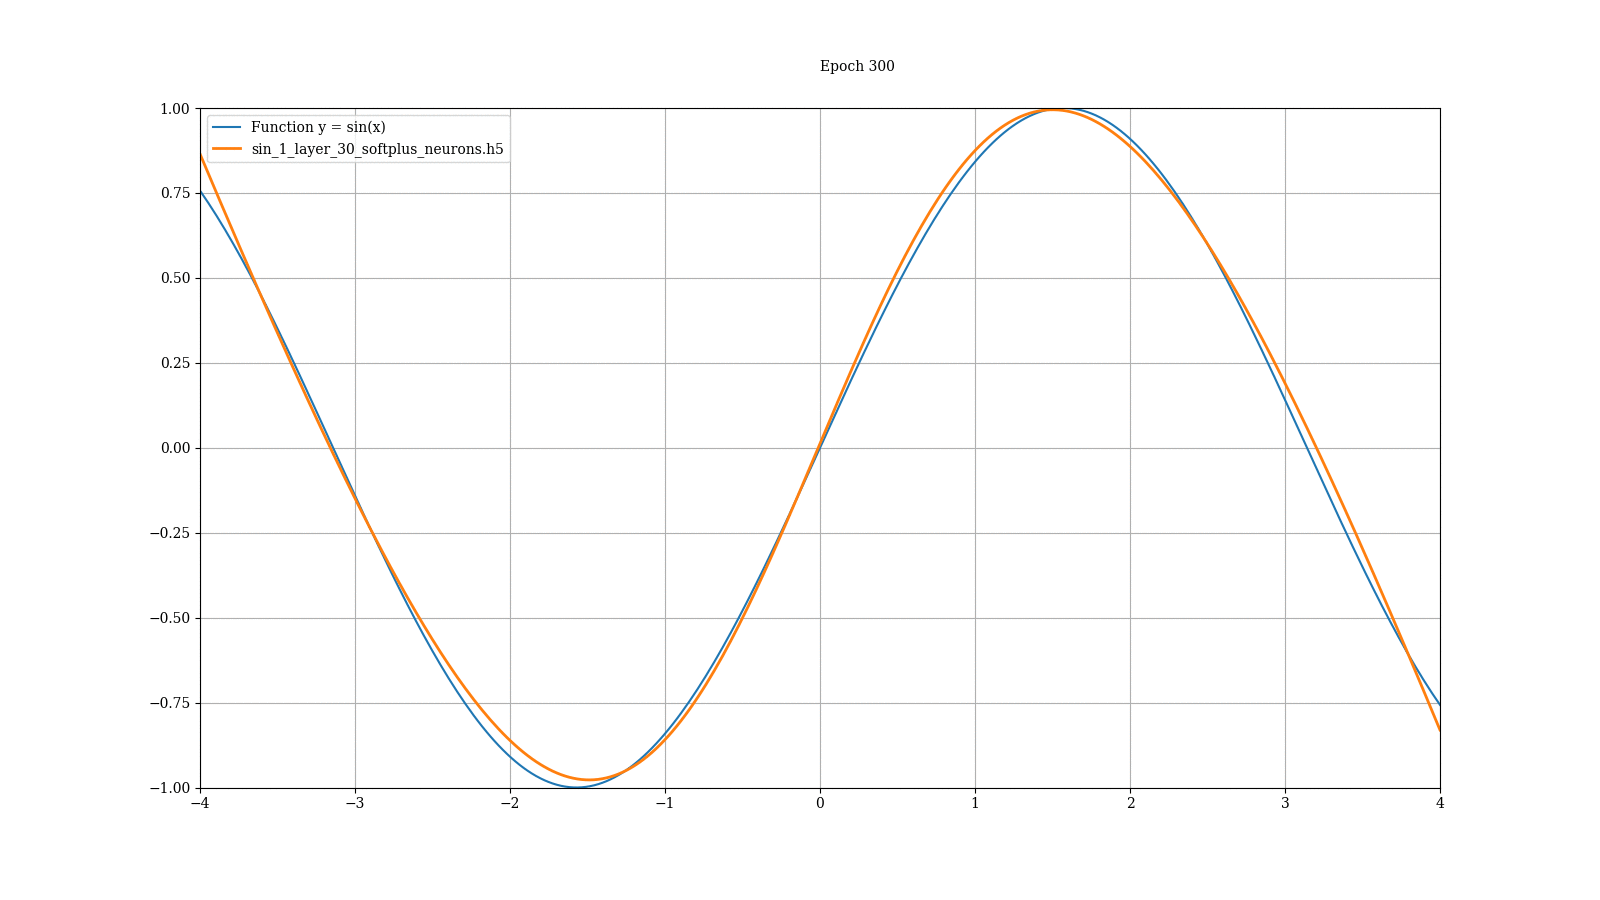 Epoch 300
Function y = sin(x)
sin_1_layer_30_softplus_neurons.h5
1.00
0.75
0.50
0.25
0.00
−0.25
−0.50
−0.75
−1.00
−4 −3 −2 −1 0 1 2 3 4